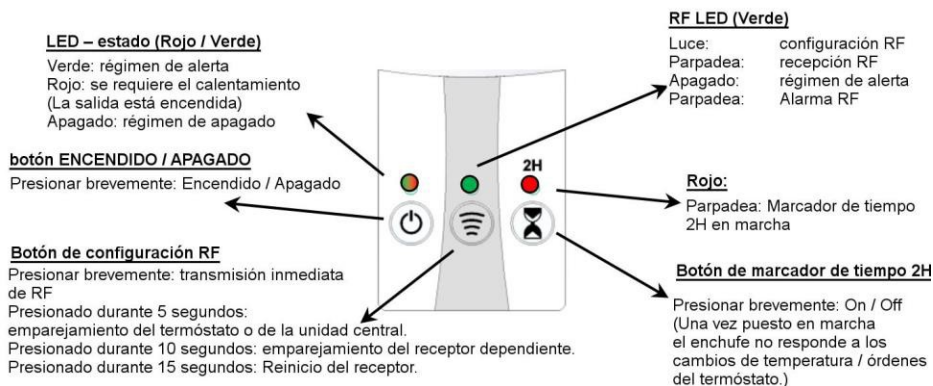 LED – estado (Rojo / Verde)
Verde: régimen de alerta
Rojo: se requiere el calentamiento
(La salida está encendida)
Apagado: régimen de apagado
RF LED (Verde)
Luce: configuración RF
Parpadea: recepción RF
Apagado: régimen de alerta
Parpadea: Alarma RF
botón ENCENDIDO / APAGADO
Presionar brevemente: Encendido / Apagado
2H
Rojo:
Parpadea: Marcador de tiempo
2H en marcha
Botón de configuración RF
Presionar brevemente: transmisión inmediata
de RF
Presionado durante 5 segundos:
emparejamiento del termóstato o de la unidad central.
Presionado durante 10 segundos: emparejamiento del receptor dependiente.
Presionado durante 15 segundos: Reinicio del receptor.
Botón de marcador de tiempo 2H
Presionar brevemente: On / Off
(Una vez puesto en marcha
el enchufe no responde a los
cambios de temperatura / órdenes
del termóstato.)